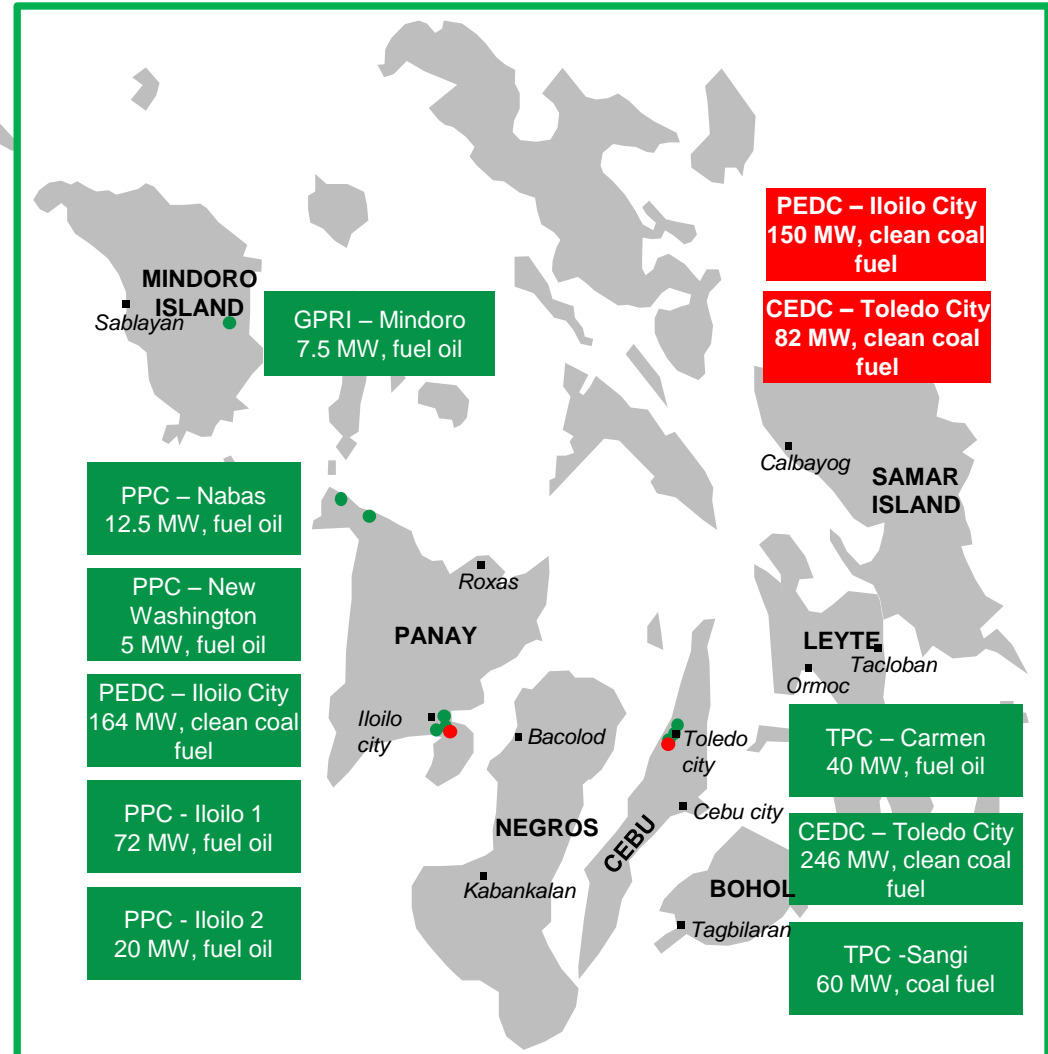 PEDC – Iloilo City
150 MW, clean coal
fuel
CEDC – Toledo City
82 MW, clean coal
fuel
MINDORO
ISLAND
Sablayan
GPRI – Mindoro
7.5 MW, fuel oil
Calbayog
SAMAR
ISLAND
PPC – Nabas
12.5 MW, fuel oil
PPC – New
Washington
5 MW, fuel oil
PEDC – Iloilo City
164 MW, clean coal
fuel
PPC - Iloilo 1
72 MW, fuel oil
PPC - Iloilo 2
20 MW, fuel oil
Roxas
PANAY
Iloilo
city
Bacolod
NEGROS
Kabankalan
LEYTE
Tacloban
Ormoc
Toledo
city
Cebu city
CEBU
BOHOL
Tagbilaran
TPC – Carmen
40 MW, fuel oil
CEDC – Toledo City
246 MW, clean coal
fuel
TPC -Sangi
60 MW, coal fuel